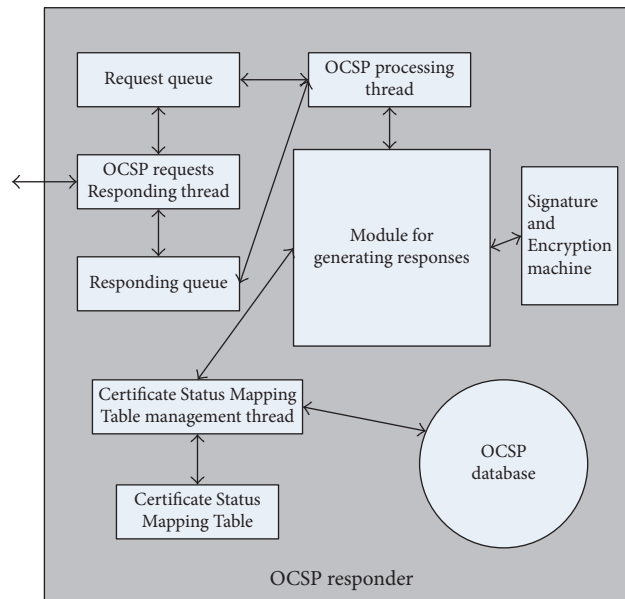 Request queue
OCSP processing
thread
OCSP requests
Responding thread
Responding queue
Module for
generating responses
Signature
and
Encryption
machine
Certificate Status Mapping
Table management thread
OCSP
database
Certificate Status
Mapping Table
OCSP responder